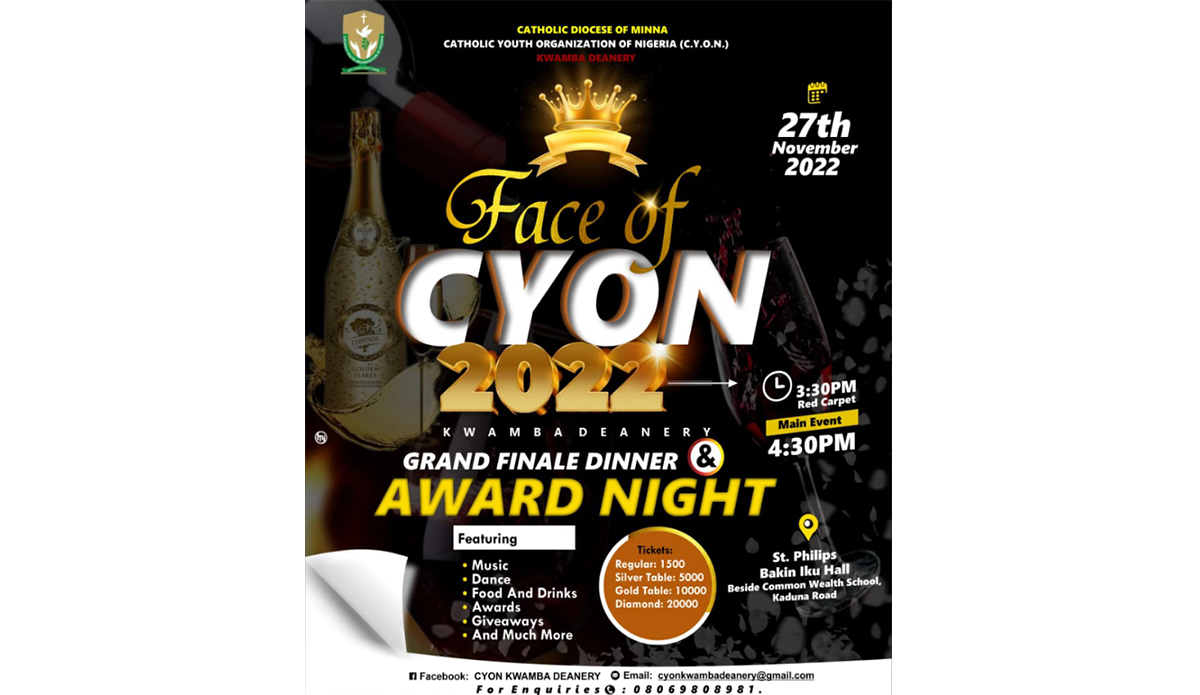 CATHOLIC DIOCESE OF MINNA
CATHOLIC YOUTH ORGANIZATION OF NIGERIA (C.Y.O.N.)
KWAMBA DEANERY
27th
November
2022
Face of
CYON
2022
3:30PM
Red Carpet
Main Event
4:30PM
KWAMBA DEANERY
GRAND FINALE DINNER &
AWARD NIGHT
Featuring
• Music
• Dance
• Food And Drinks
• Awards
• Giveaways
• And Much More
Tickets:
Regular: 1500
Silver Table: 5000
Gold Table: 10000
Diamond: 20000
St. Philips
Bakin Iku Hall
Beside Common Wealth School,
Kaduna Road
Facebook: CYON KWAMBA DEANERY Email: cyonkwambadeanery@gmail.com
For Enquiries : 08069808981.